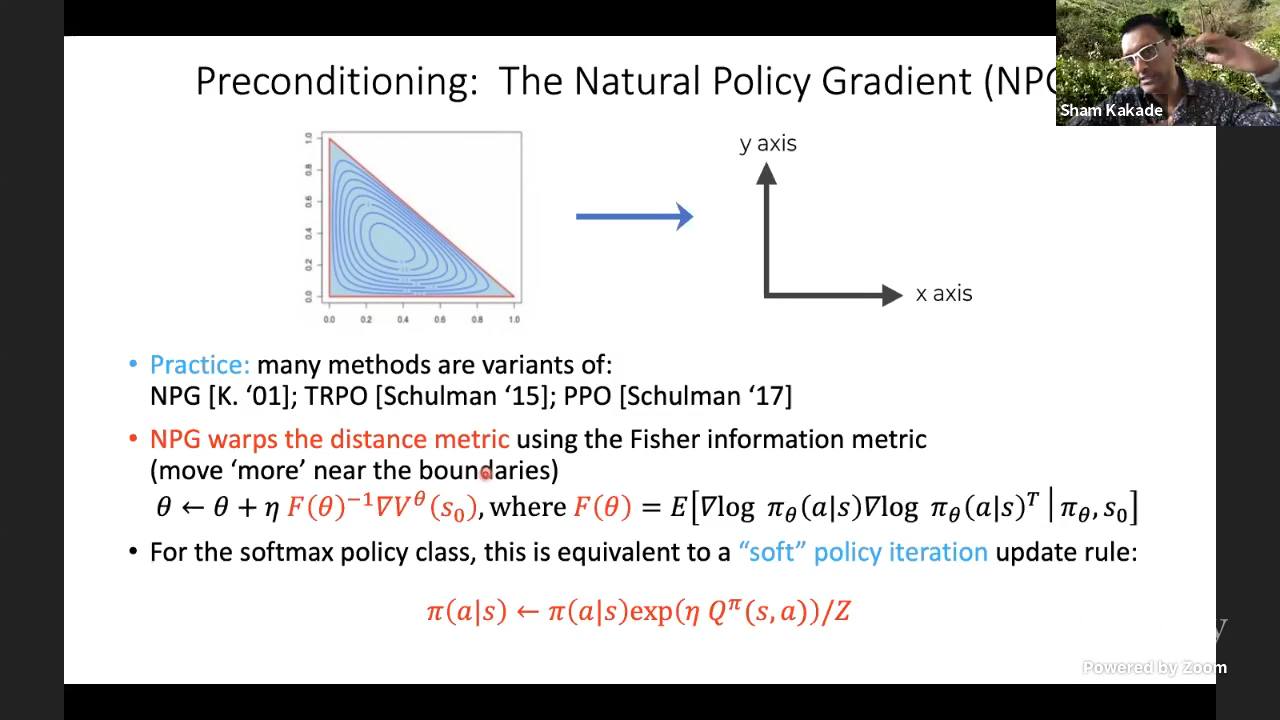 Preconditioning: The Natural Policy Gradient (NPG
Sham Kakade
1.0
0.8
0.6
0.4
0.2
0.0
0.0 0.2 0.4 0.6 0.8 1.0
y axis
x axis
• Practice: many methods are variants of:
NPG [K. ‘01]; TRPO [Schulman ‘15]; PPO [Schulman ‘17]
• NPG warps the distance metric using the Fisher information metric
(move ‘more’ near the boundaries)
θ ← θ + η F(θ)⁻¹∇V^θ(s₀), where F(θ) = E[∇log π_θ(a|s)∇log π_θ(a|s)^T | π_θ, s₀]
• For the softmax policy class, this is equivalent to a “soft” policy iteration update rule:
π(a|s) ← π(a|s)exp(η Q^π(s, a))/Z
y
Powered by Zoom